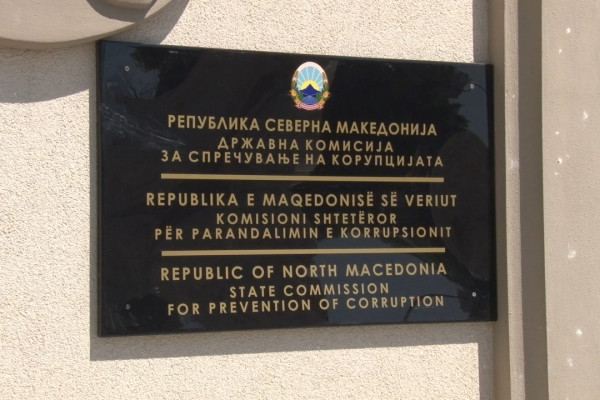 РЕПУБЛИКА СЕВЕРНА МАКЕДОНИЈА
ДРЖАВНА КОМИСИЈА
ЗА СПРЕЧУВАЊЕ НА КОРУПЦИЈАТА
REPUBLIKA E MAQEDONISË SË VERIUT
KOMISIONI SHTETËROR
PËR PARANDALIMIN E KORRUPSIONIT
REPUBLIC OF NORTH MACEDONIA
STATE COMMISSION
FOR PREVENTION OF CORRUPTION